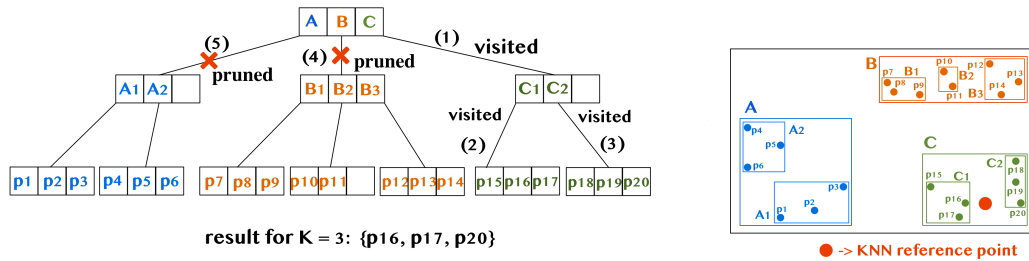 A B C
(5)
(4)
(1)
visited
pruned
pruned
A1 A2
B1 B2 B3
C1 C2
visited
visited
(2)
(3)
p1 p2 p3
p4 p5 p6
p7 p8 p9
p10 p11
p12 p13 p14
p15 p16 p17
p18 p19 p20
result for K = 3: {p16, p17, p20}
B
p7
B1
p8
p9
p10
B2
p11
p12
p13
B3
p14
A
p4
A2
p5
p6
p3
A1
p1
p2
C
C2
p15
C1
p18
p16
p19
p17
p20
-> KNN reference point